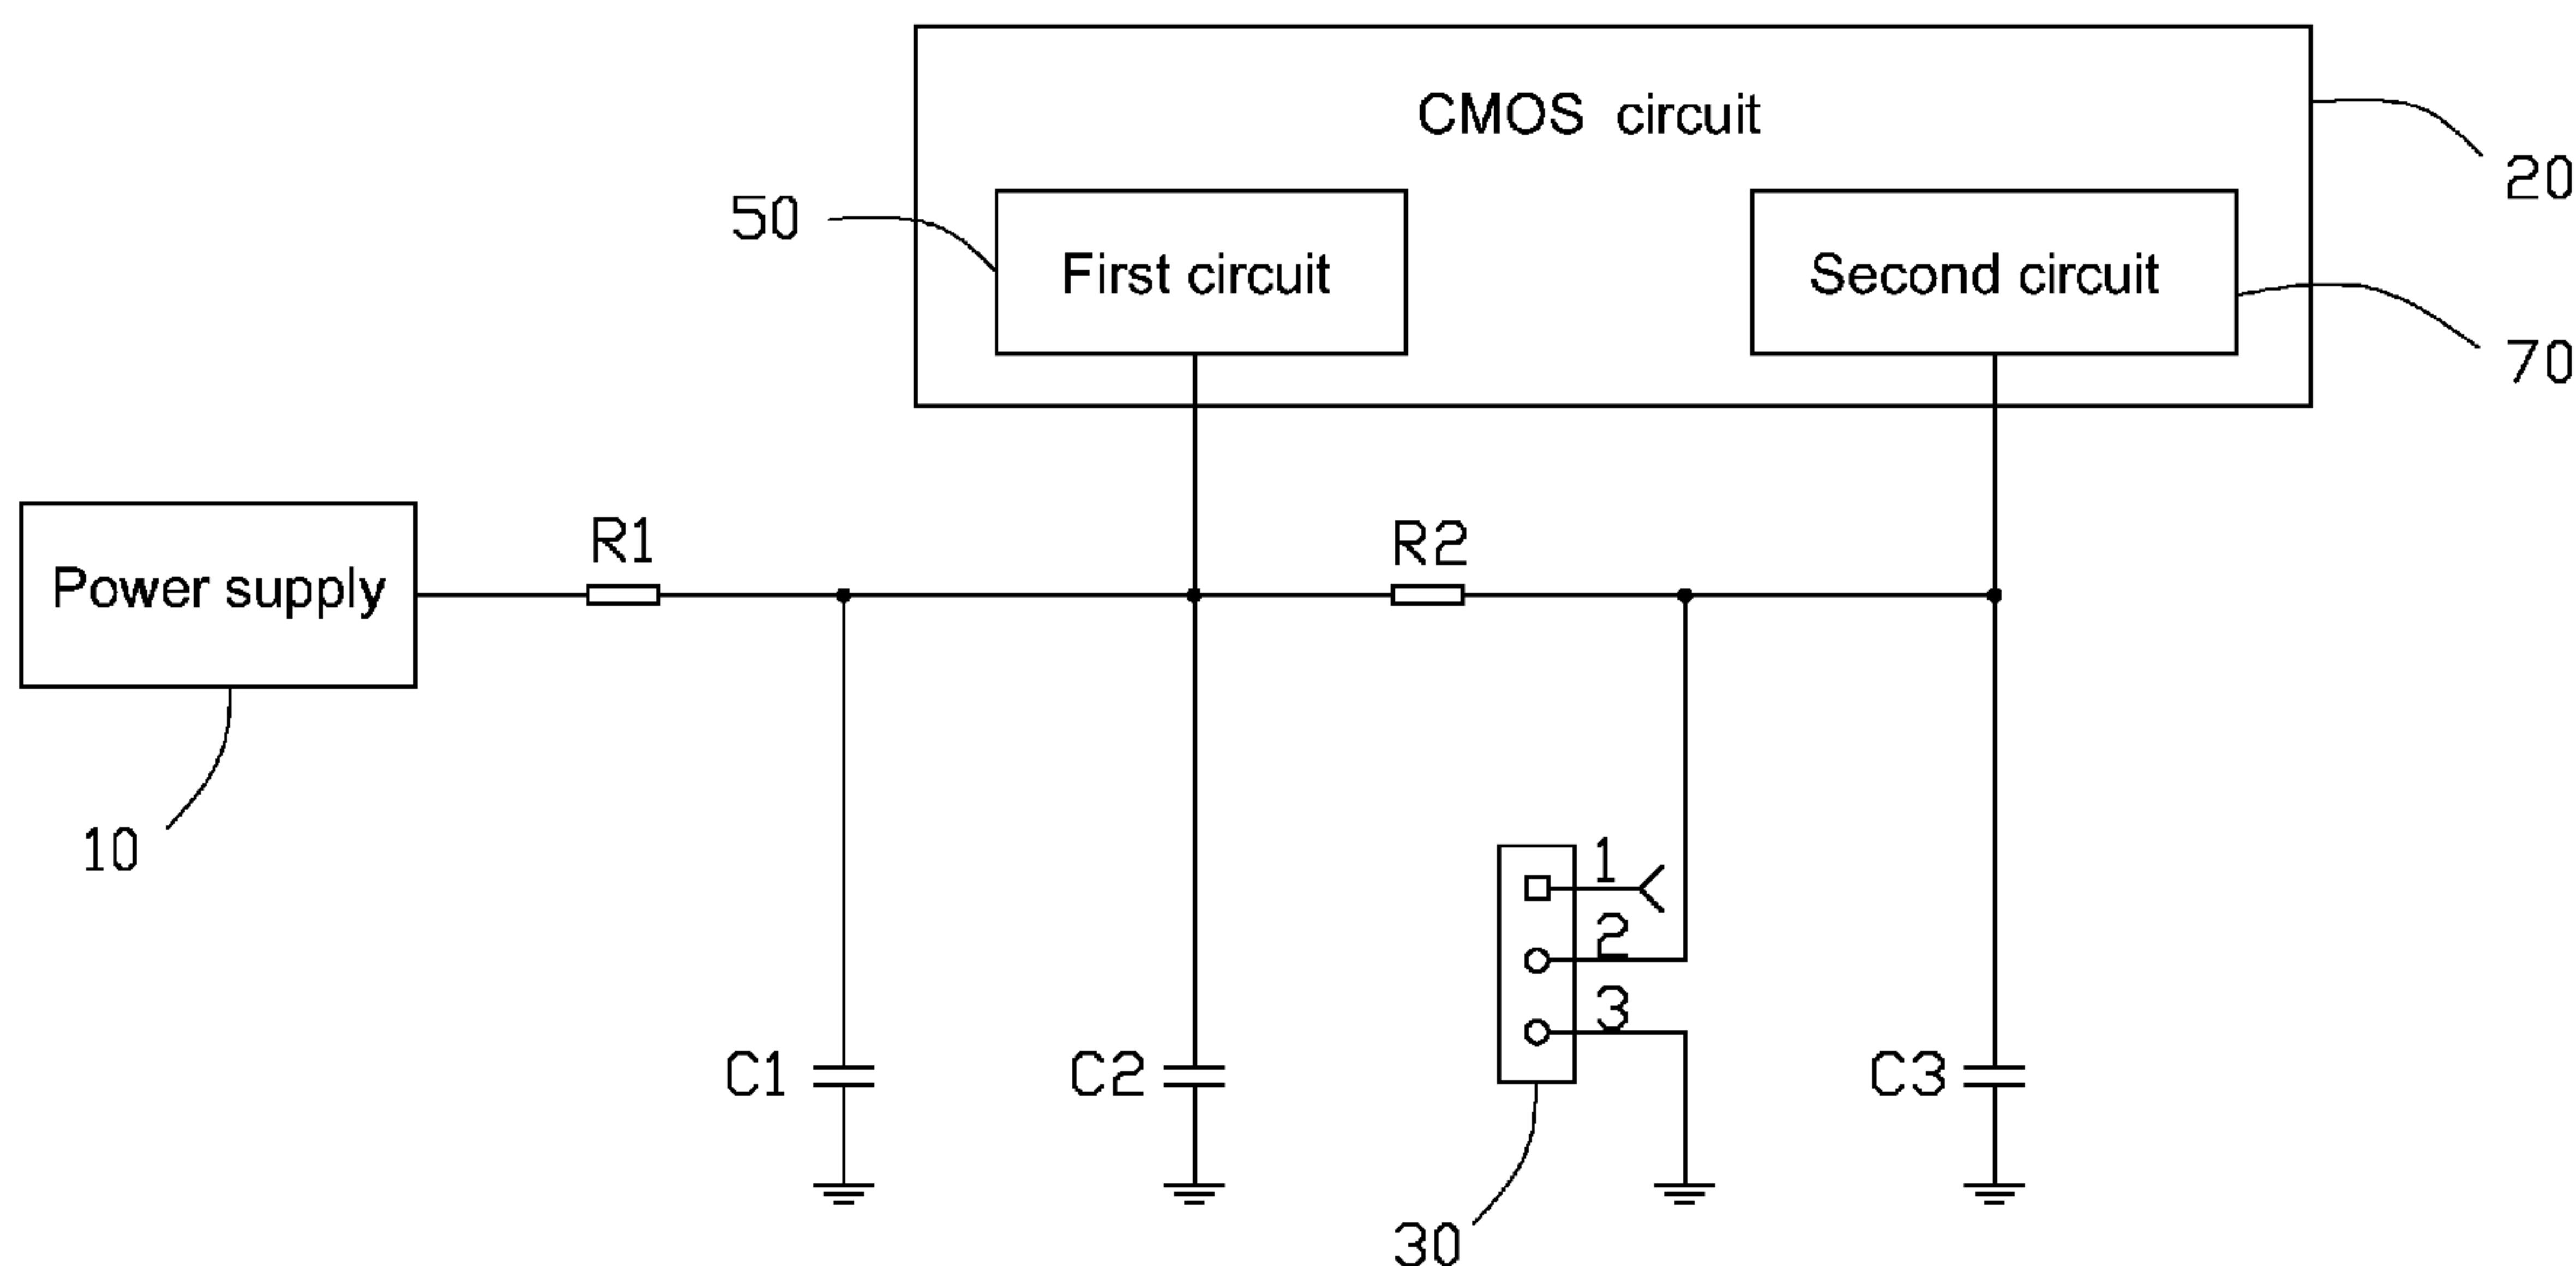 CMOS circuit
20
50
First circuit
Second circuit
70
R1
R2
Power supply
10
1
2
3
C1
C2
C3
30